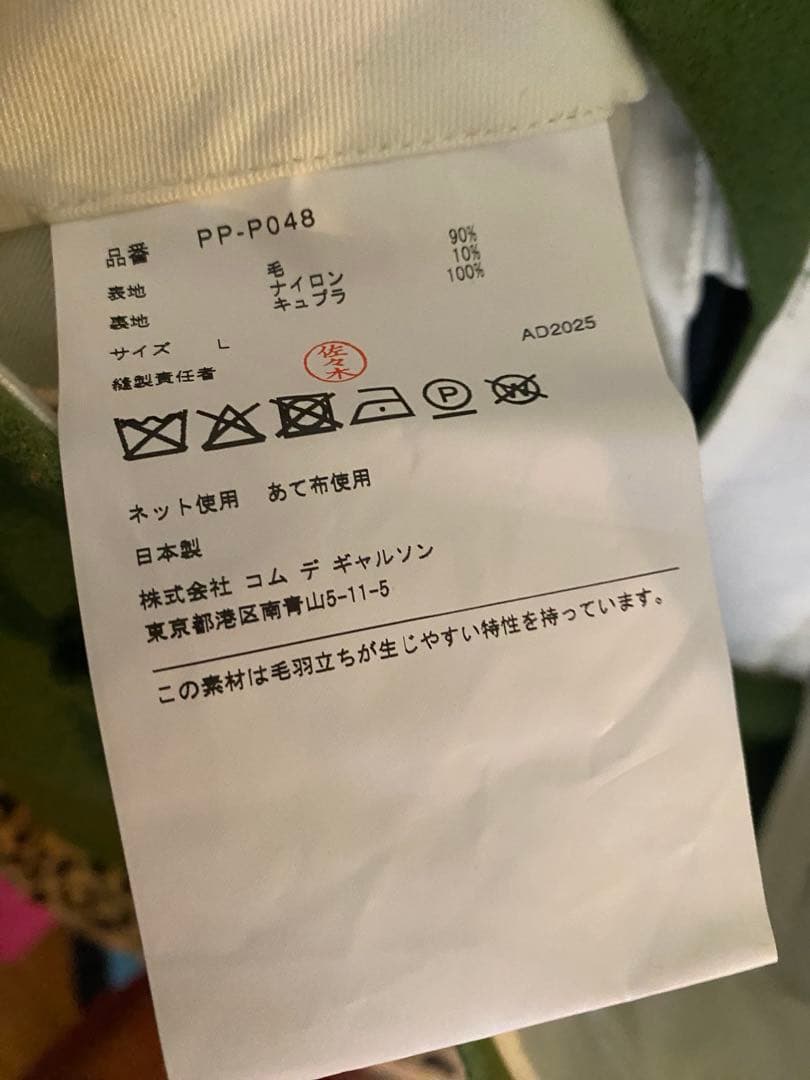 品番 PP-P048
表地 毛 90%
ナイロン 10%
裏地 キュプラ 100%
サイズ L
AD2025
縫製責任者 佐々木
P
W
ネット使用 あて布使用
日本製
株式会社 コム デ ギャルソン
東京都港区南青山5-11-5
この素材は毛羽立ちが生じやすい特性を持っています。